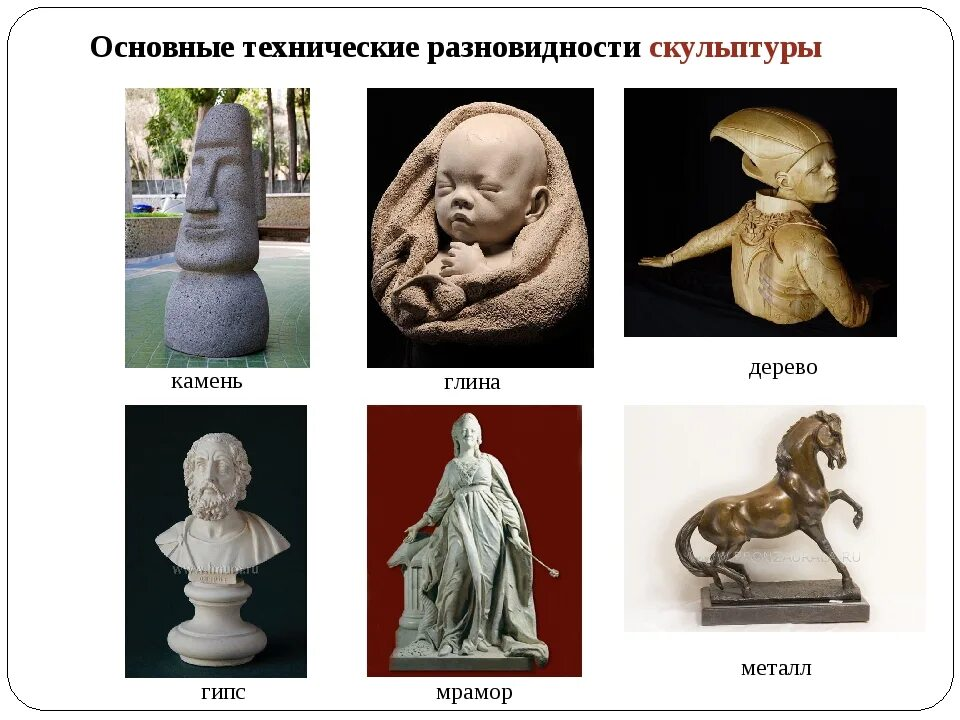 Основные технические разновидности скульптуры
камень
глина
дерево
гипс
мрамор
металл